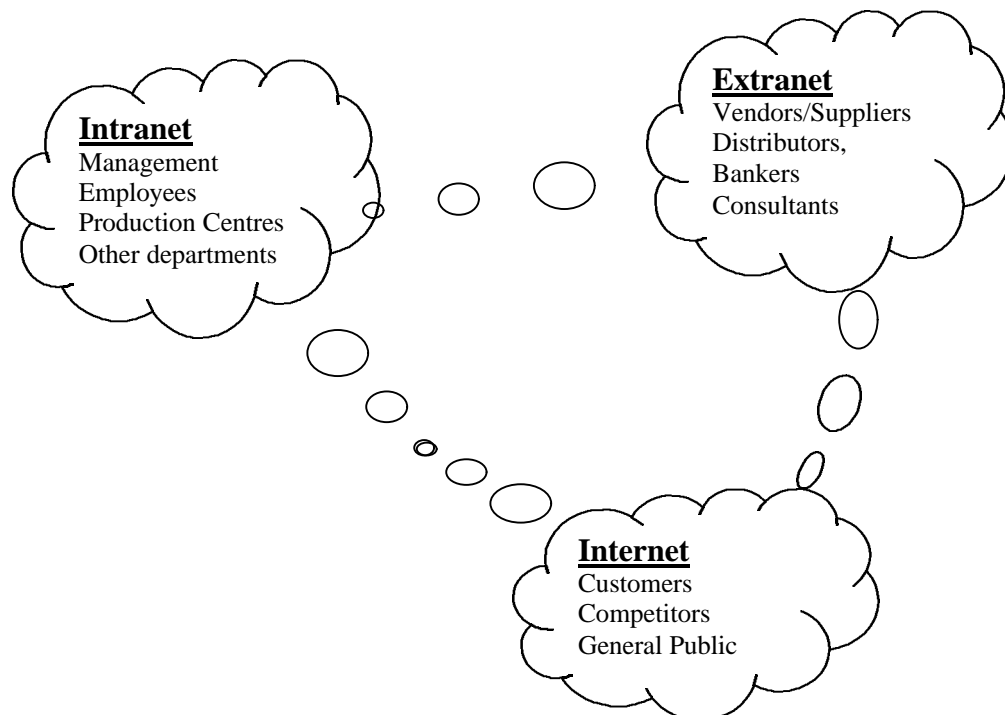 Intranet
Management
Employees
Production Centres
Other departments
Extranet
Vendors/Suppliers
Distributors,
Bankers
Consultants
Internet
Customers
Competitors
General Public